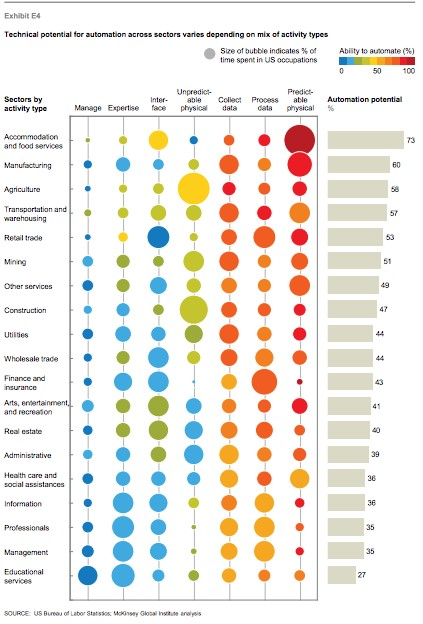 Exhibit E4
Technical potential for automation across sectors varies depending on mix of activity types
Size of bubble indicates % of
time spent in US occupations
Ability to automate (%)
0 50 100
Sectors by
activity type
Manage
Expertise
Inter-
face
Unpredict-
able
physical
Collect
data
Process
data
Predict-
able
physical
Automation potential
%
Accommodation
and food services
73
Manufacturing
60
Agriculture
58
Transportation and
warehousing
57
Retail trade
53
Mining
51
Other services
49
Construction
47
Utilities
44
Wholesale trade
44
Finance and
insurance
43
Arts, entertainment,
and recreation
41
Real estate
40
Administrative
39
Health care and
social assistances
36
Information
36
Professionals
35
Management
35
Educational
services
27
SOURCE: US Bureau of Labor Statistics; McKinsey Global Institute analysis